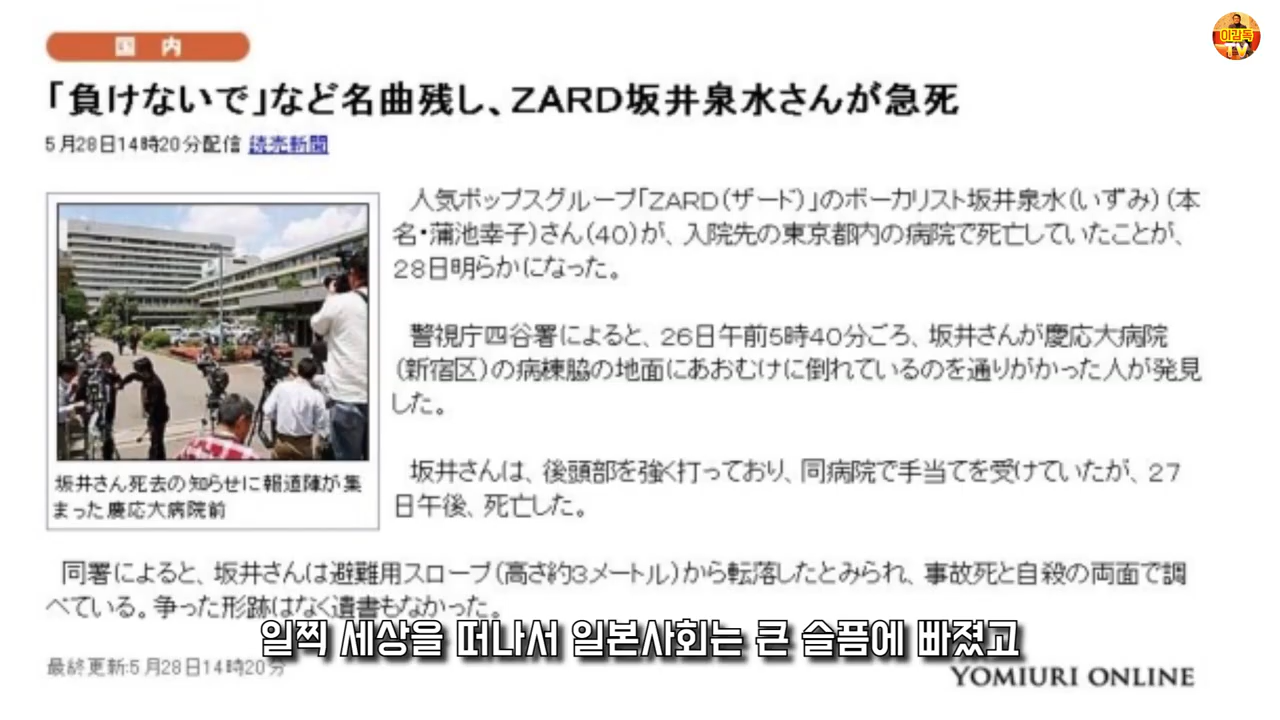 国 内
이감독
TV
「負けないで」など名曲残し、ZARD坂井泉水さんが急死
5月28日14時20分配信 読売新聞
人気ポップスグループ「ZARD(ザード)」のボーカリスト坂井泉水(いずみ)(本
名・蒲池幸子)さん(40)が、入院先の東京都内の病院で死亡していたことが、
28日明らかになった。
警視庁四谷署によると、26日午前5時40分ごろ、坂井さんが慶応大病院
(新宿区)の病棟脇の地面にあおむけに倒れているのを通りがかった人が発見
した。
坂井さんは、後頭部を強く打っており、同病院で手当てを受けていたが、27
日午後、死亡した。
坂井さん死去の知らせに報道陣が集
まった慶応大病院前
同署によると、坂井さんは避難用スロープ(高さ約3メートル)から転落したとみられ、事故死と自殺の両面で調
べている。争った形跡はなく遺書もなかった。
일찍 세상을 떠나서 일본사회는 큰 슬픔에 빠졌고
最終更新:5月28日14時20分
YOMIURI ONLINE